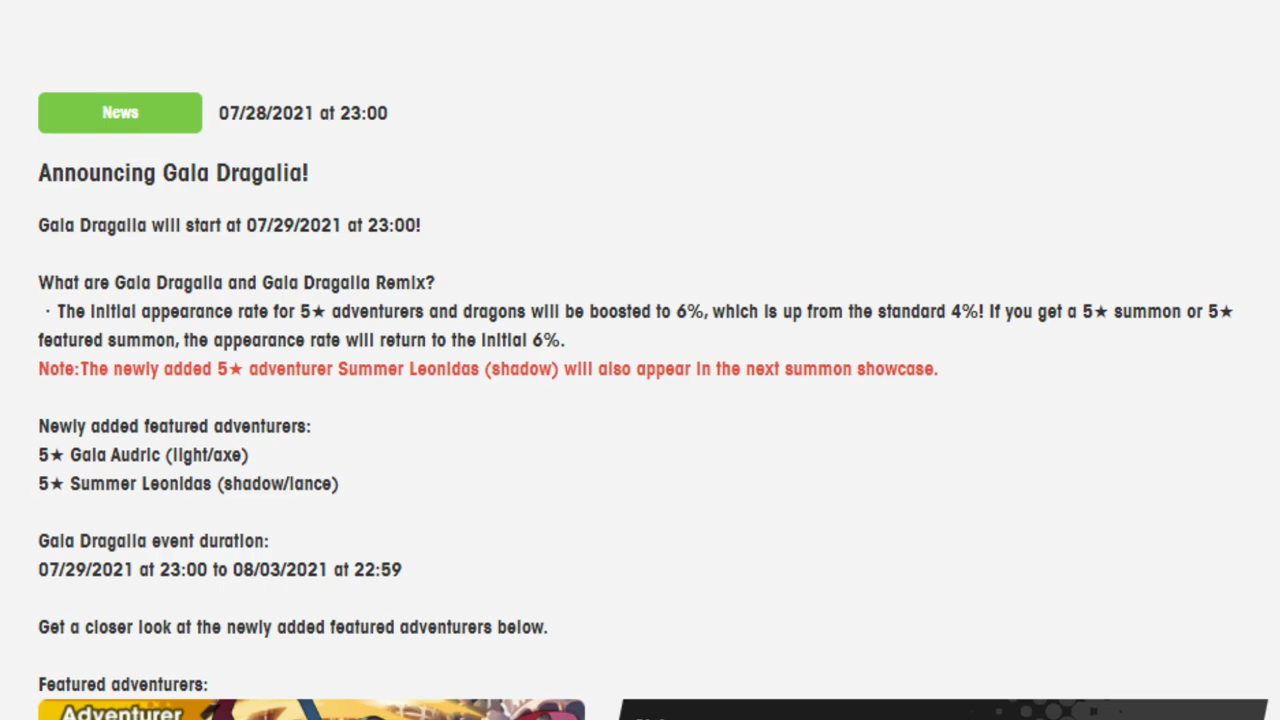 News 07/28/2021 at 23:00
Announcing Gala Dragalia!
Gala Dragalia will start at 07/29/2021 at 23:00!
What are Gala Dragalia and Gala Dragalia Remix?
· The initial appearance rate for 5★ adventurers and dragons will be boosted to 6%, which is up from the standard 4%! If you get a 5★ summon or 5★
featured summon, the appearance rate will return to the initial 6%.
Note:The newly added 5★ adventurer Summer Leonidas (shadow) will also appear in the next summon showcase.
Newly added featured adventurers:
5★ Gala Audric (light/axe)
5★ Summer Leonidas (shadow/lance)
Gala Dragalia event duration:
07/29/2021 at 23:00 to 08/03/2021 at 22:59
Get a closer look at the newly added featured adventurers below.
Featured adventurers:
Adventurer